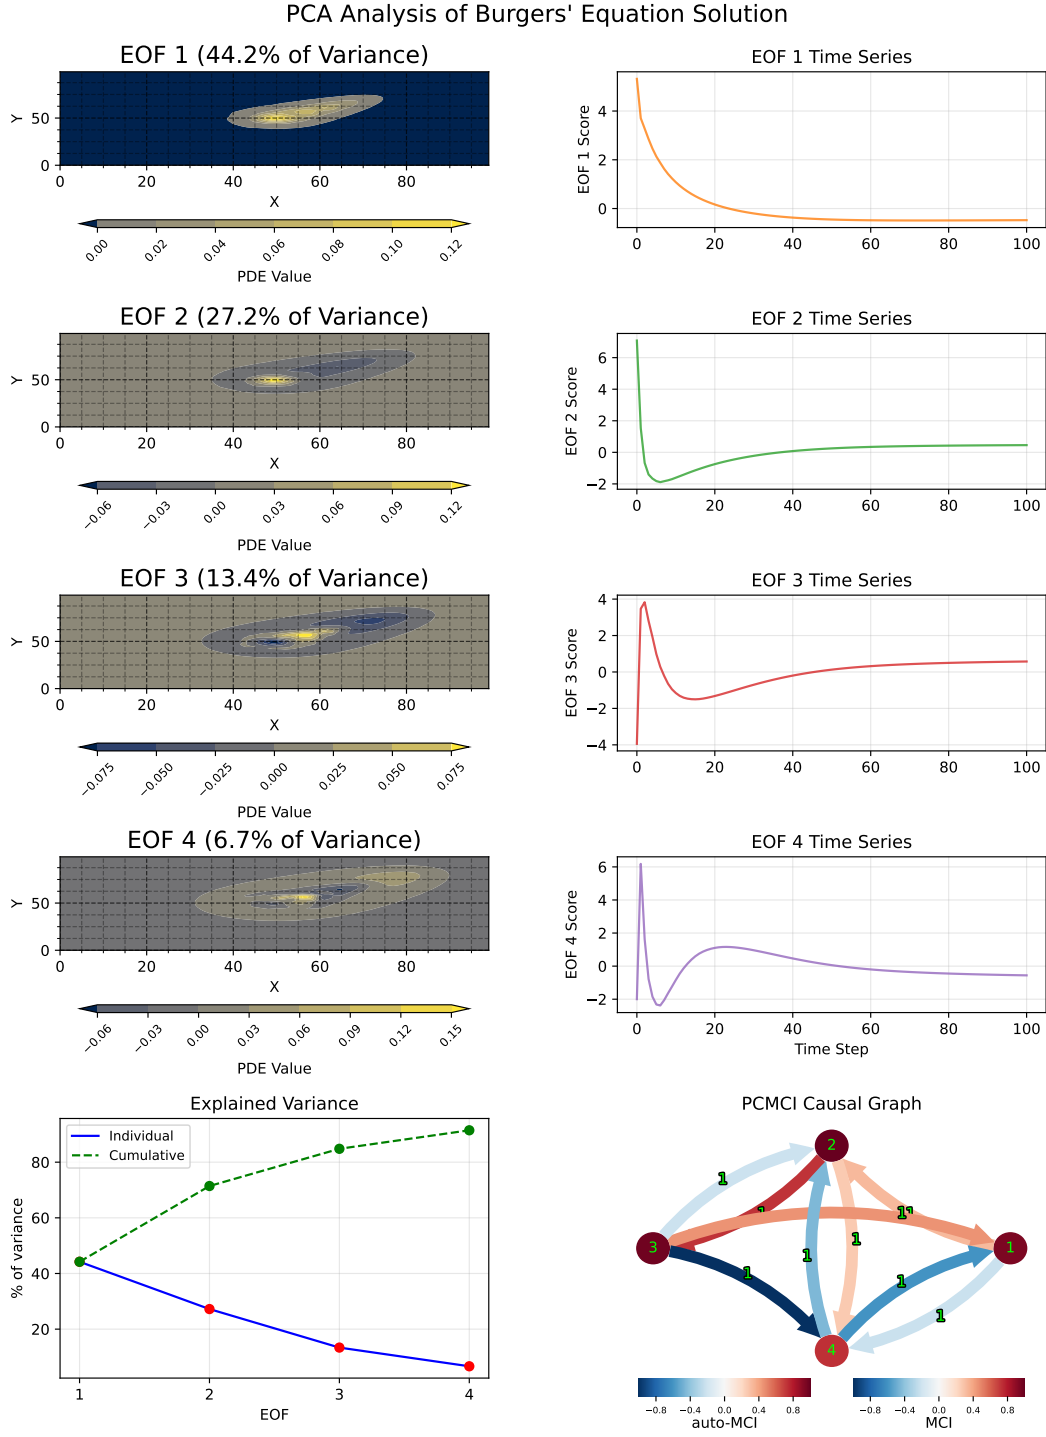 PCA Analysis of Burgers' Equation Solution
EOF 1 (44.2% of Variance)
Y
50
0
0 20 40 60 80
X
0.00 0.02 0.04 0.06 0.08 0.10 0.12
PDE Value
EOF 1 Time Series
EOF 1 Score
4
2
0
0 20 40 60 80 100
EOF 2 (27.2% of Variance)
Y
50
0
0 20 40 60 80
X
−0.06 −0.03 0.00 0.03 0.06 0.09 0.12
PDE Value
EOF 2 Time Series
EOF 2 Score
6
4
2
0
−2
0 20 40 60 80 100
EOF 3 (13.4% of Variance)
Y
50
0
0 20 40 60 80
X
−0.075 −0.050 −0.025 0.000 0.025 0.050 0.075
PDE Value
EOF 3 Time Series
EOF 3 Score
4
2
0
−2
−4
0 20 40 60 80 100
EOF 4 (6.7% of Variance)
Y
50
0
0 20 40 60 80
X
−0.06 −0.03 0.00 0.03 0.06 0.09 0.12 0.15
PDE Value
EOF 4 Time Series
EOF 4 Score
6
4
2
0
−2
0 20 40 60 80 100
Time Step
Explained Variance
Individual
Cumulative
% of variance
80
60
40
20
1 2 3 4
EOF
PCMCI Causal Graph
2
1
1
1 1
3
1
1
1
1
1
1
4
−0.8 −0.4 0.0 0.4 0.8
auto-MCI
−0.8 −0.4 0.0 0.4 0.8
MCI